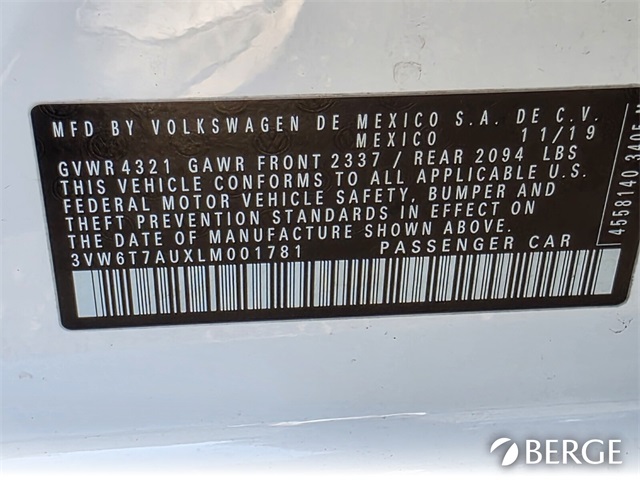 MFD BY VOLKSWAGEN DE MEXICO S.A. DE C.V.
MEXICO 11/19
GVWR 4321 GAWR FRONT 2337 / REAR 2094 LBS
THIS VEHICLE CONFORMS TO ALL APPLICABLE U.S.
FEDERAL MOTOR VEHICLE SAFETY, BUMPER AND
THEFT PREVENTION STANDARDS IN EFFECT ON
THE DATE OF MANUFACTURE SHOWN ABOVE.
3VW6T7AUXLM001781 PASSENGER CAR
4558140
BERGE